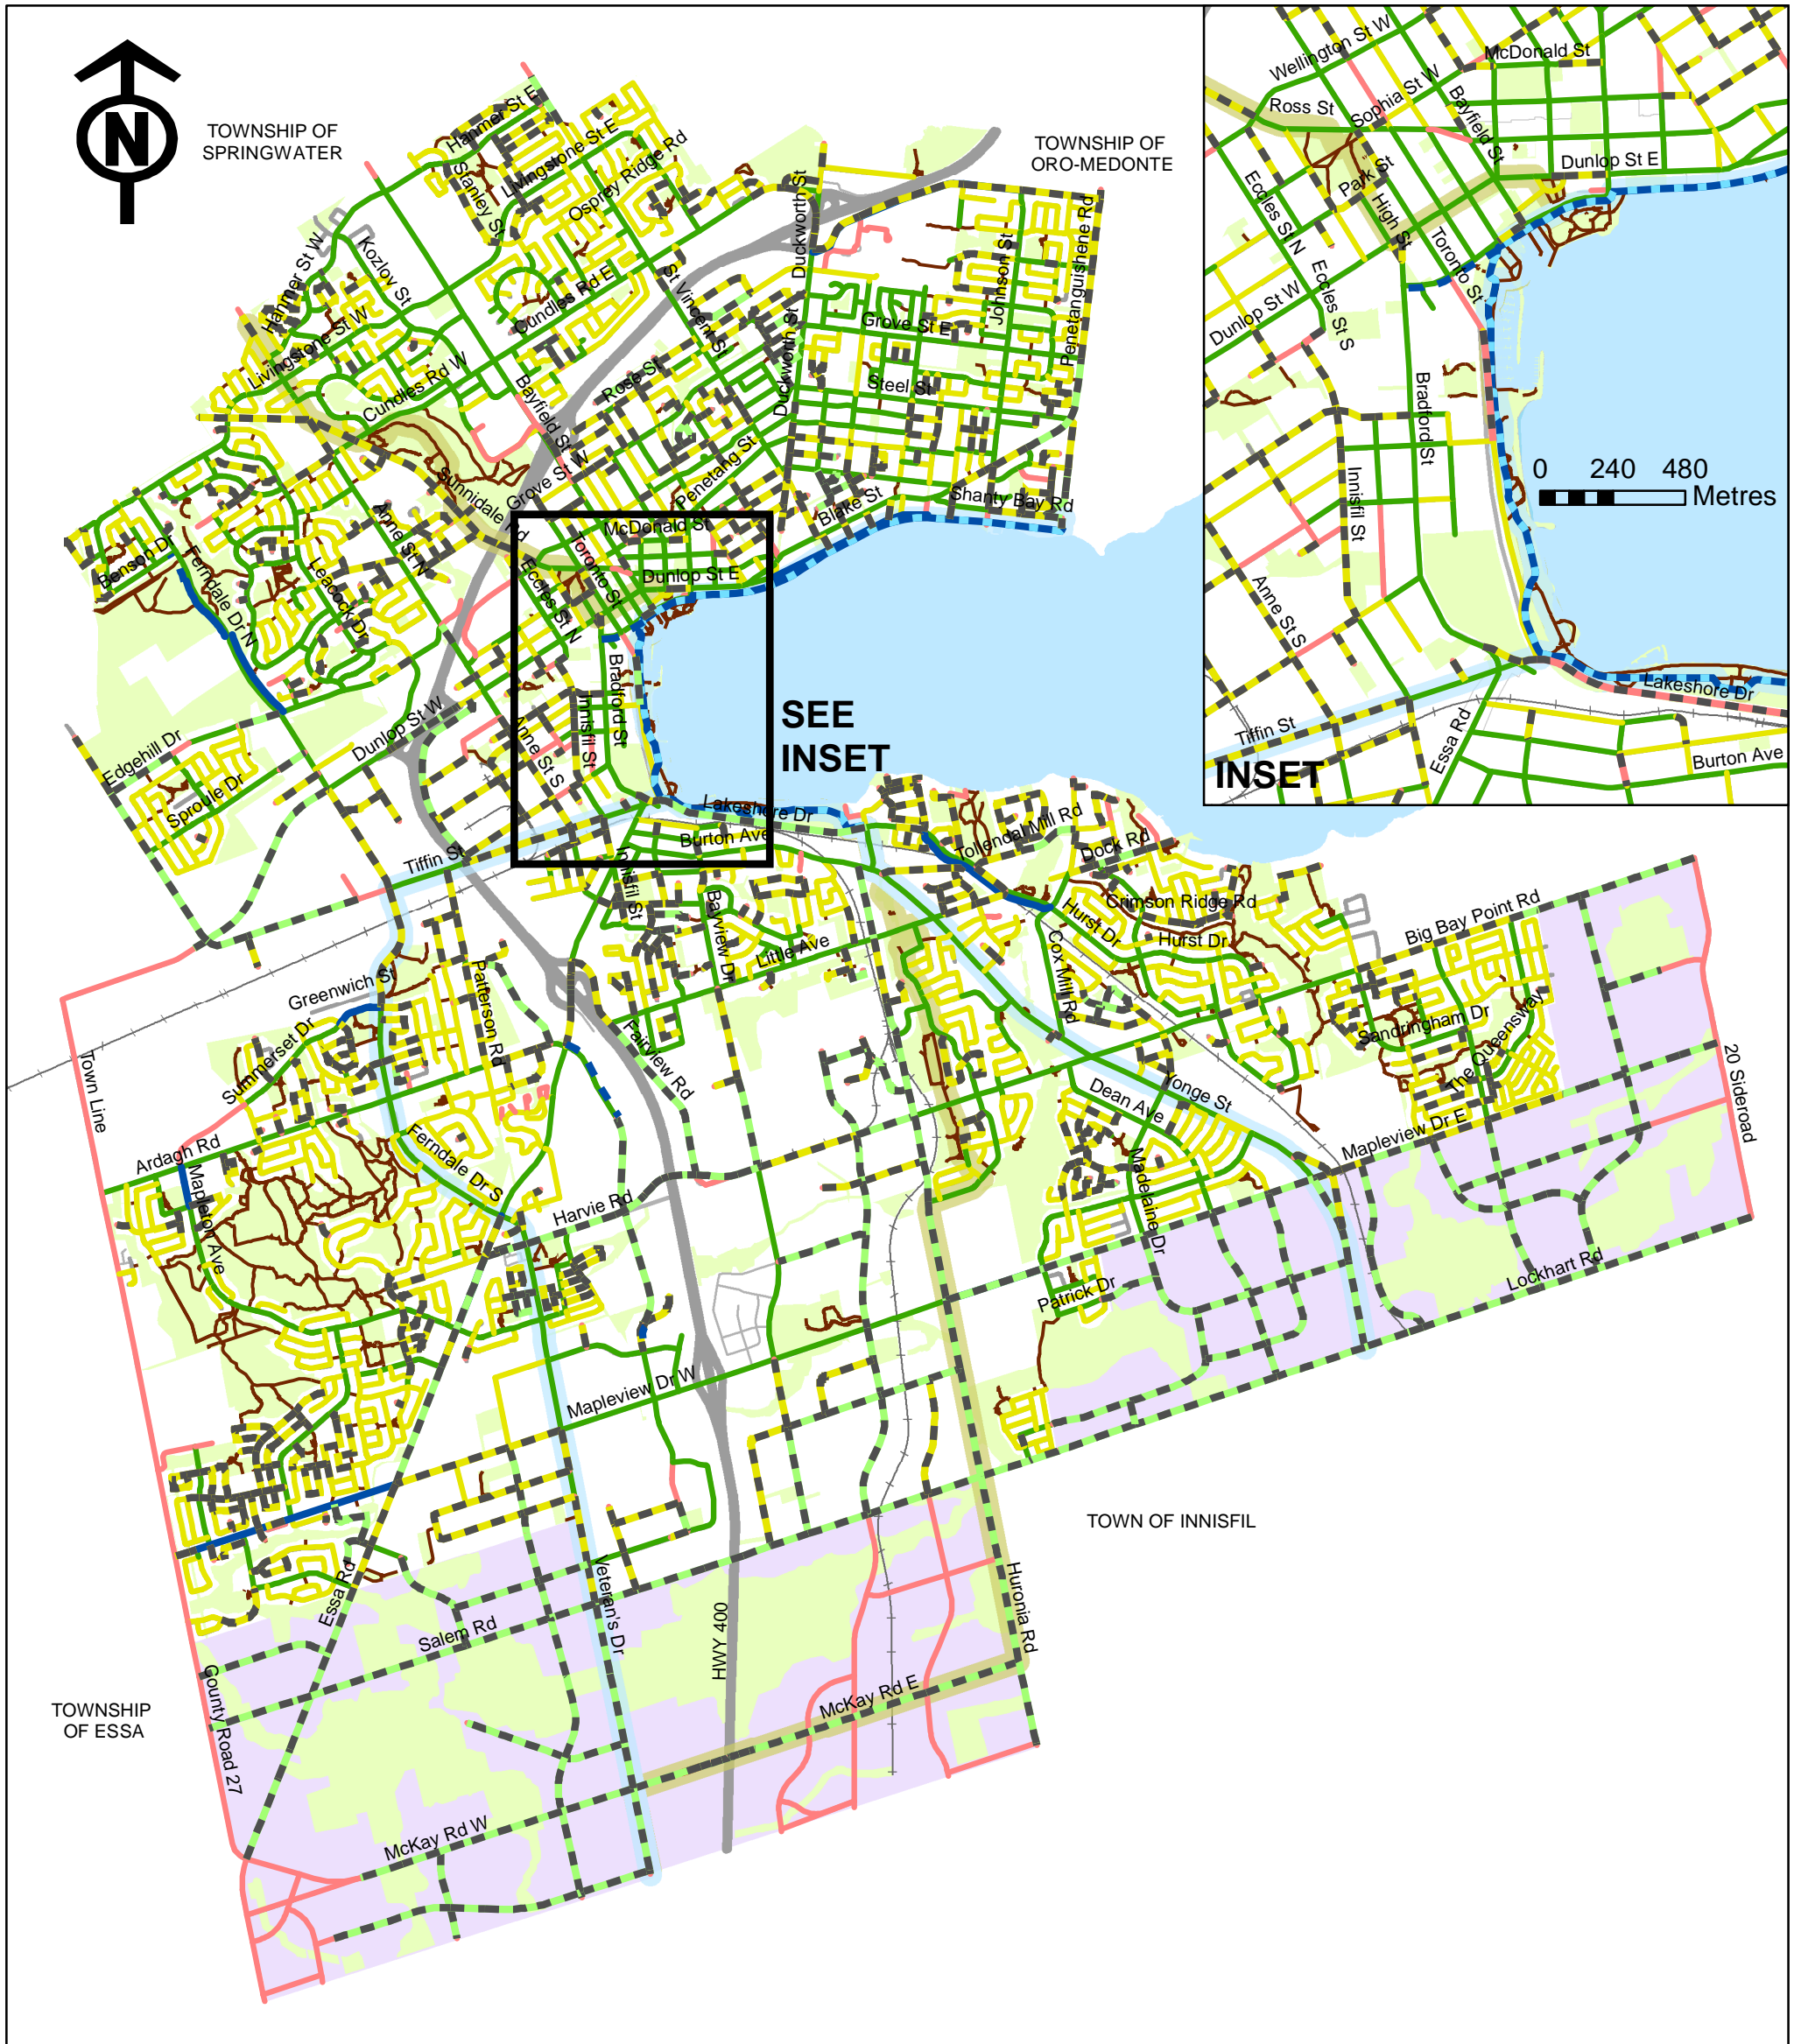 N
TOWNSHIP OF
SPRINGWATER
TOWNSHIP OF
ORO-MEDONTE
Hanmer St E
Livingstone St E
Stanley St
Osprey Ridge Rd
Hanmer St W
Kozlov St
Livingstone St W
Cundles Rd E
Cundles Rd W
St Vincent St
Duckworth St
Duckworth St
Johnson St
Penetanguishene Rd
Grove St E
Steel St
Rose St
Bayfield St
Grove St W
Penetang St
Sunnidale Rd
Blake St
Shanty Bay Rd
McDonald St
Toronto St
Dunlop St E
Eccles St N
Anne St N
Benson Dr
Ferndale Dr N
Leacock Dr
Bradford St
Innisfil St
Anne St S
Dunlop St W
Edgehill Dr
Sproule Dr
SEE
INSET
Lakeshore Dr
Burton Ave
Tiffin St
Innisfil St
Tollendal Mill Rd
Dock Rd
Crimson Ridge Rd
Hurst Dr
Hurst Dr
Cox Mill Rd
Big Bay Point Rd
Bayview Dr
Little Ave
Greenwich St
Patterson Rd
Fairview Rd
Summerset Dr
Sandringham Dr
The Queensway
20 Sideroad
Town Line
Yonge St
Dean Ave
Mapleview Dr E
Ardagh Rd
Mapleton Ave
Ferndale Dr S
Harvie Rd
Madelaine Dr
Patrick Dr
Lockhart Rd
Mapleview Dr W
TOWN OF INNISFIL
Essa Rd
Salem Rd
Veteran's Dr
HWY 400
Huronia Rd
McKay Rd E
County Road 27
TOWNSHIP
OF ESSA
McKay Rd W
Wellington St W
McDonald St
Ross St
Sophia St W
Bayfield St
Dunlop St E
Park St
Eccles St N
High St
Toronto St
Eccles St S
Dunlop St W
Bradford St
Innisfil St
0 240 480
Metres
Anne St S
Lakeshore Dr
Tiffin St
Essa Rd
Burton Ave
INSET